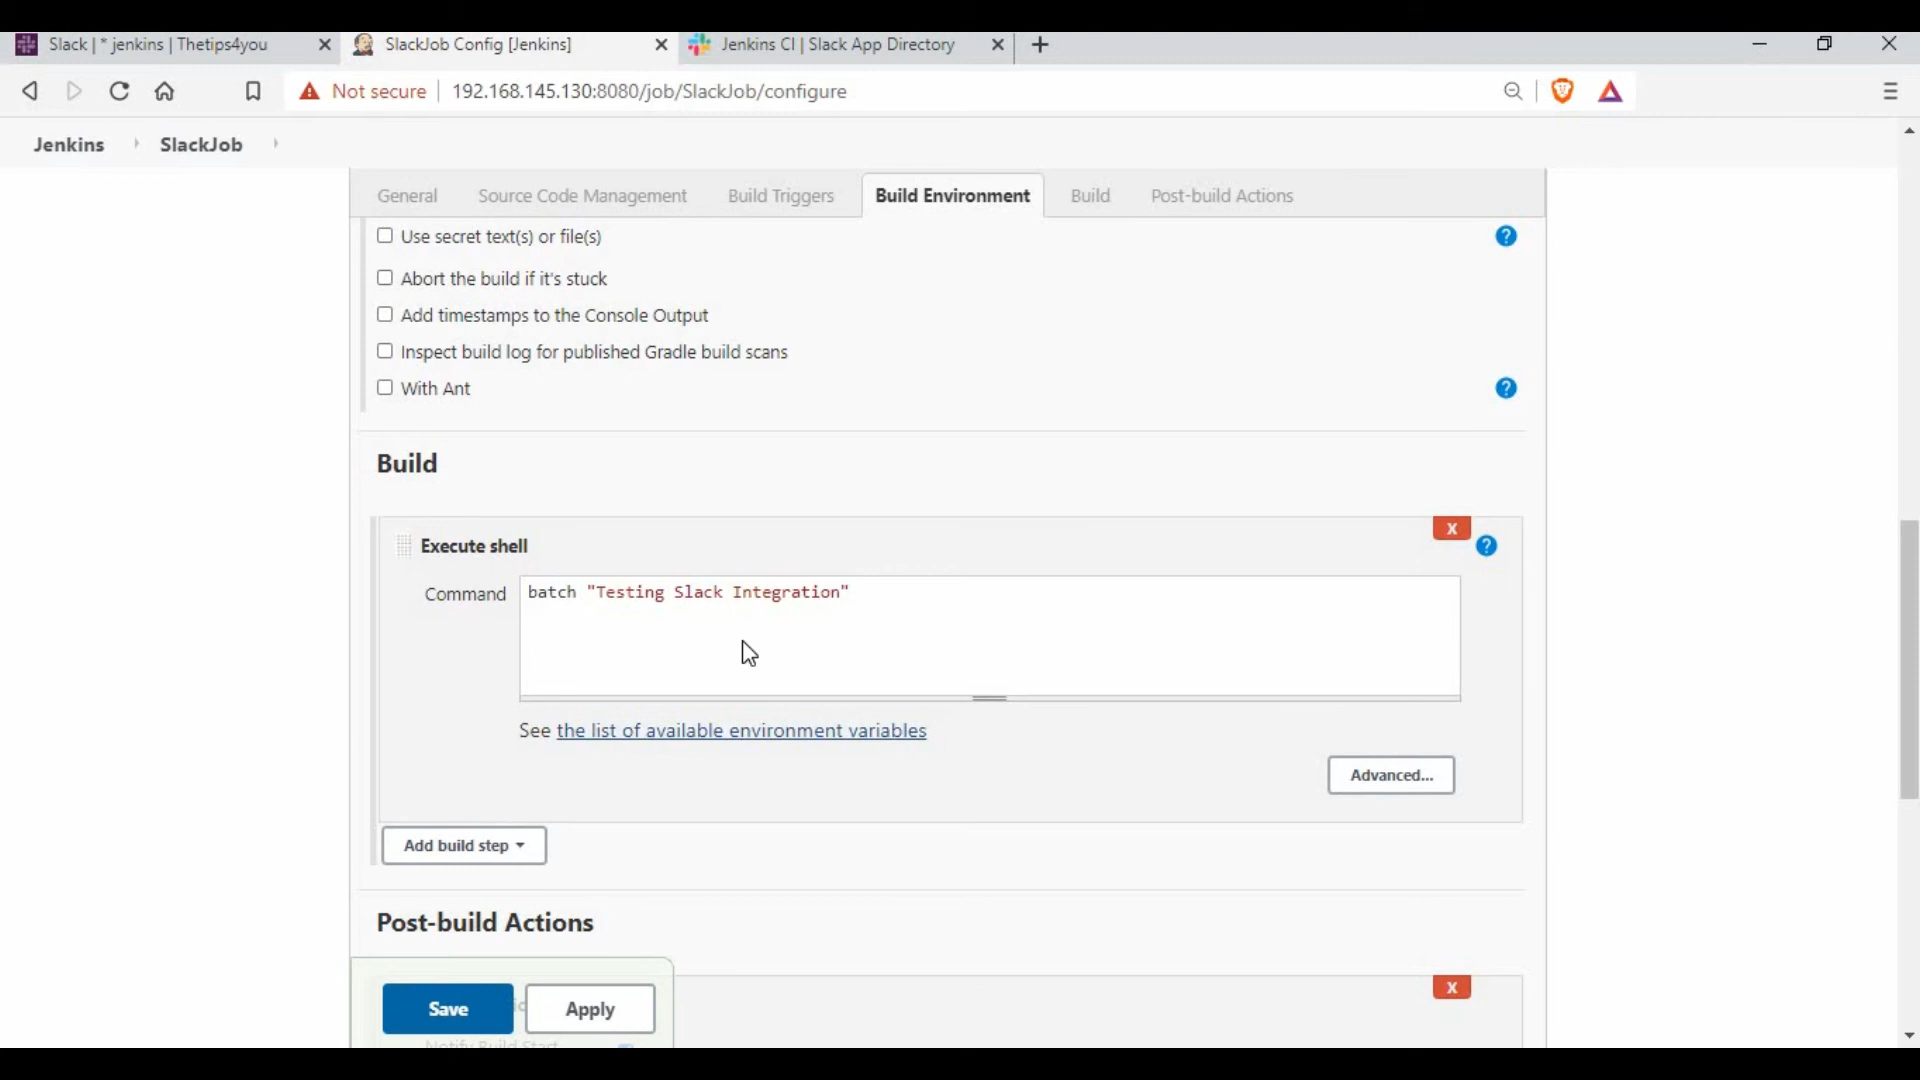 Slack | * jenkins | Thetips4you
SlackJob Config [Jenkins]
Jenkins CI | Slack App Directory
Not secure
192.168.145.130:8080/job/SlackJob/configure
Jenkins
SlackJob
General
Source Code Management
Build Triggers
Build Environment
Build
Post-build Actions
Use secret text(s) or file(s)
Abort the build if it's stuck
Add timestamps to the Console Output
Inspect build log for published Gradle build scans
With Ant
Build
X
Execute shell
Command
batch "Testing Slack Integration"
See the list of available environment variables
Advanced...
Add build step
Post-build Actions
X
Save
Apply
Notify Build Start